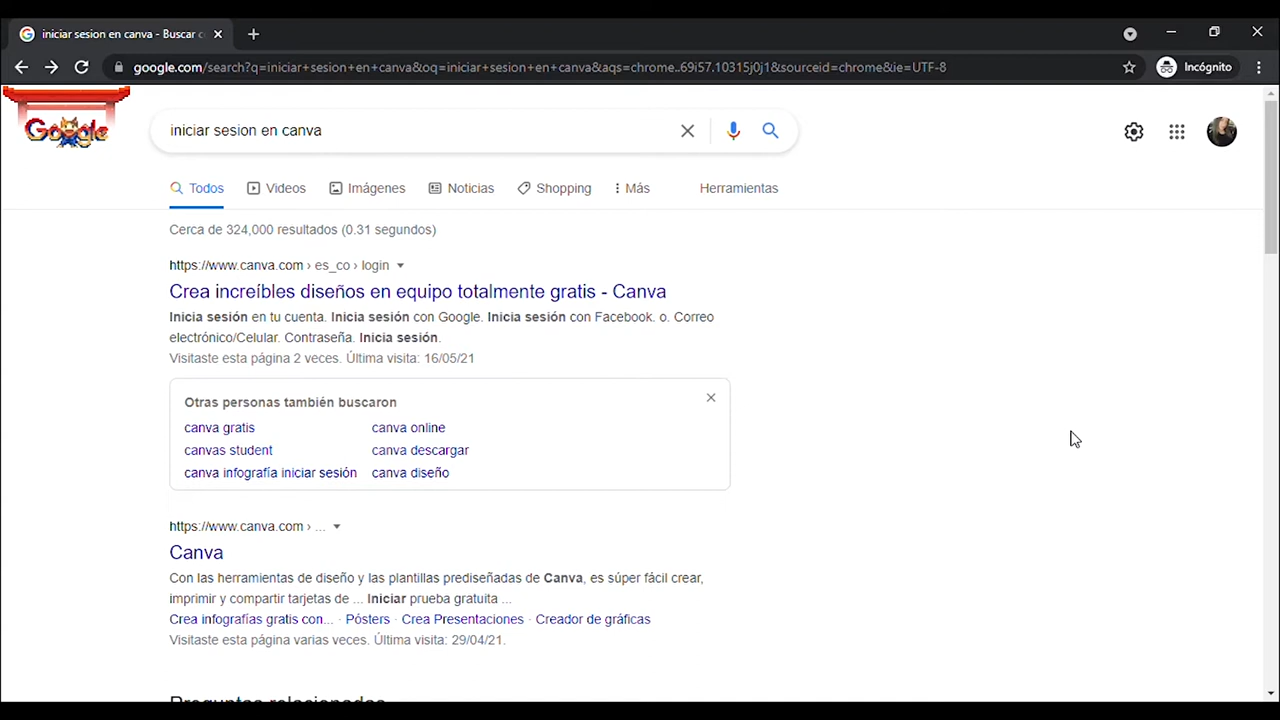 iniciar sesion en canva - Buscar c
google.com/search?q=iniciar+sesion+en+canva&oq=iniciar+sesion+en+canva&aqs=chrome..69i57.10315j0j1&sourceid=chrome&ie=UTF-8
Incógnito
Google
iniciar sesion en canva
Todos
Videos
Imágenes
Noticias
Shopping
Más
Herramientas
Cerca de 324,000 resultados (0.31 segundos)
https://www.canva.com › es_co › login
Crea increíbles diseños en equipo totalmente gratis - Canva
Inicia sesión en tu cuenta. Inicia sesión con Google. Inicia sesión con Facebook. o. Correo
electrónico/Celular. Contraseña. Inicia sesión.
Visitaste esta página 2 veces. Última visita: 16/05/21
Otras personas también buscaron
canva gratis
canva online
canvas student
canva descargar
canva infografía iniciar sesión
canva diseño
https://www.canva.com › ...
Canva
Con las herramientas de diseño y las plantillas prediseñadas de Canva, es súper fácil crear,
imprimir y compartir tarjetas de ... Iniciar prueba gratuita ...
Crea infografías gratis con... · Pósters · Crea Presentaciones · Creador de gráficas
Visitaste esta página varias veces. Última visita: 29/04/21.
Preguntas relacionadas